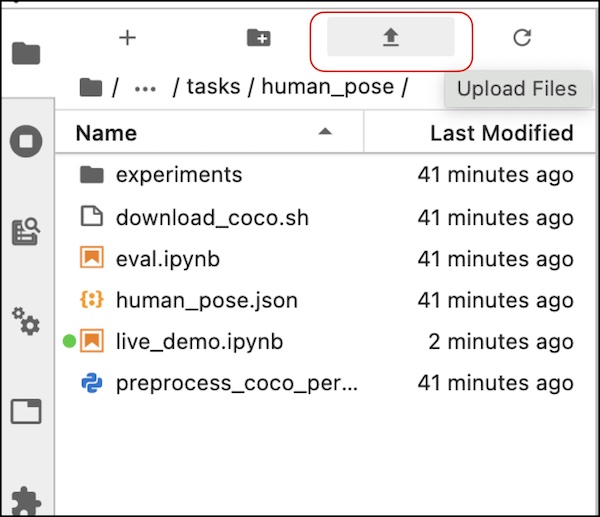 / ... / tasks / human_pose /
Upload Files
Name Last Modified
experiments 41 minutes ago
download_coco.sh 41 minutes ago
eval.ipynb 41 minutes ago
human_pose.json 41 minutes ago
live_demo.ipynb 2 minutes ago
preprocess_coco_per... 41 minutes ago